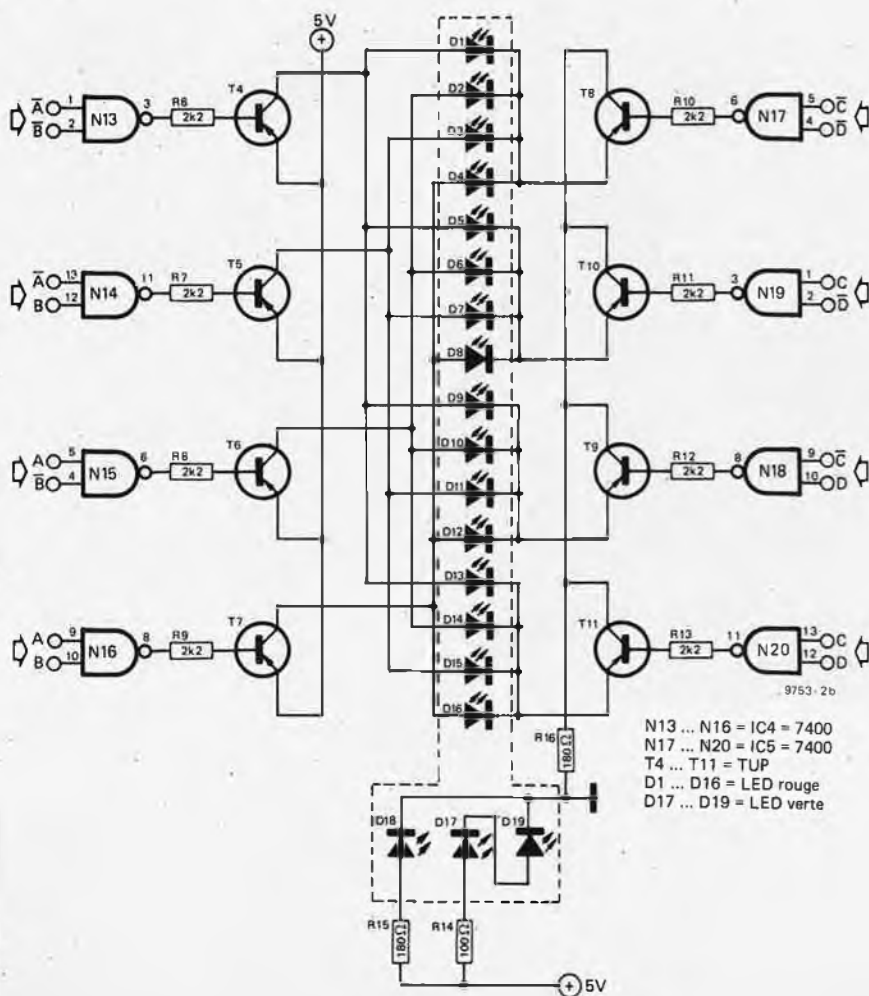 5V
D1
D2
D3
D4
D5
D6
D7
D8
D9
D10
D11
D12
D13
D14
D15
D16
A̅ 1
B̅ 2
N13
3
R6
2k2
T4
A̅ 13
B 12
N14
11
R7
2k2
T5
A 5
B̅ 4
N15
6
R8
2k2
T6
A 9
B 10
N16
8
R9
2k2
T7
T8
R10
2k2
6
N17
5 C̅
4 D̅
T10
R11
2k2
3
N19
1 C
2 D̅
T9
R12
2k2
8
N18
9 C̅
10 D
T11
R13
2k2
11
N20
13 C
12 D
9753-2b
R16
180Ω
N13 ... N16 = IC4 = 7400
N17 ... N20 = IC5 = 7400
T4 ... T11 = TUP
D1 ... D16 = LED rouge
D17 ... D19 = LED verte
D18
D17
D19
R15
180Ω
R14
100Ω
5V